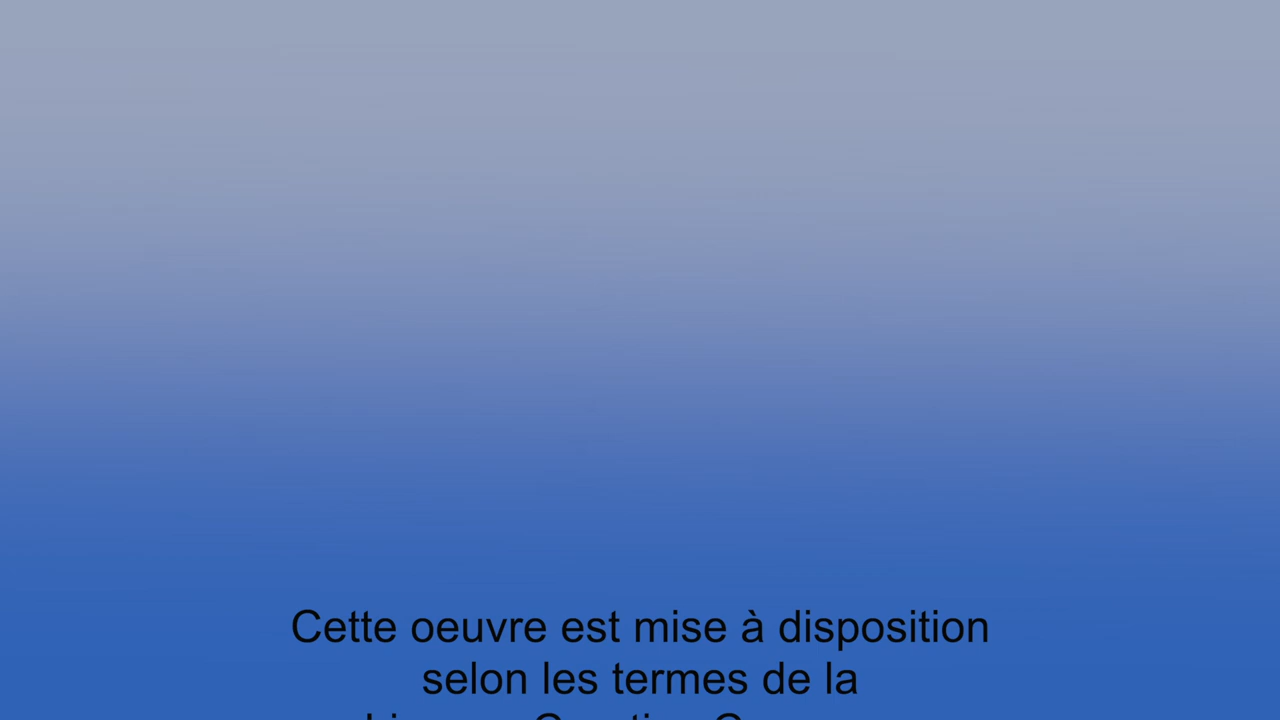 Cette oeuvre est mise à disposition
selon les termes de la